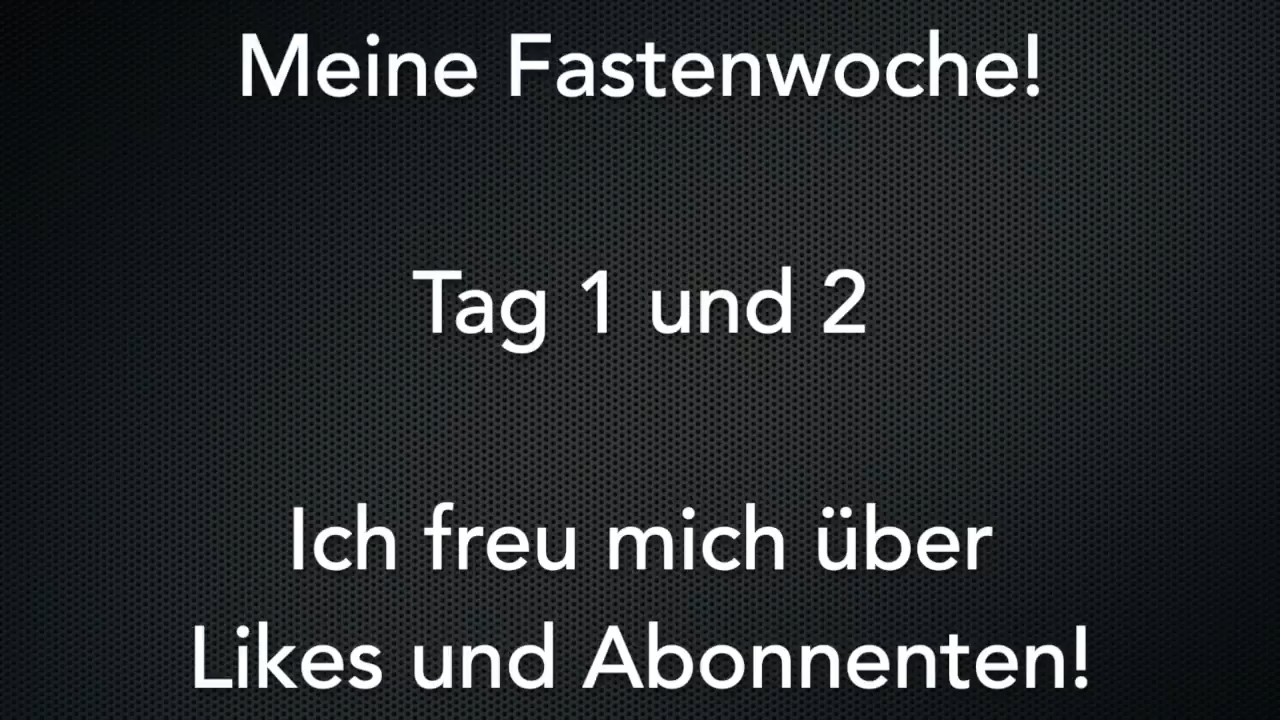 Meine Fastenwoche!
Tag 1 und 2
Ich freu mich über
Likes und Abonnenten!